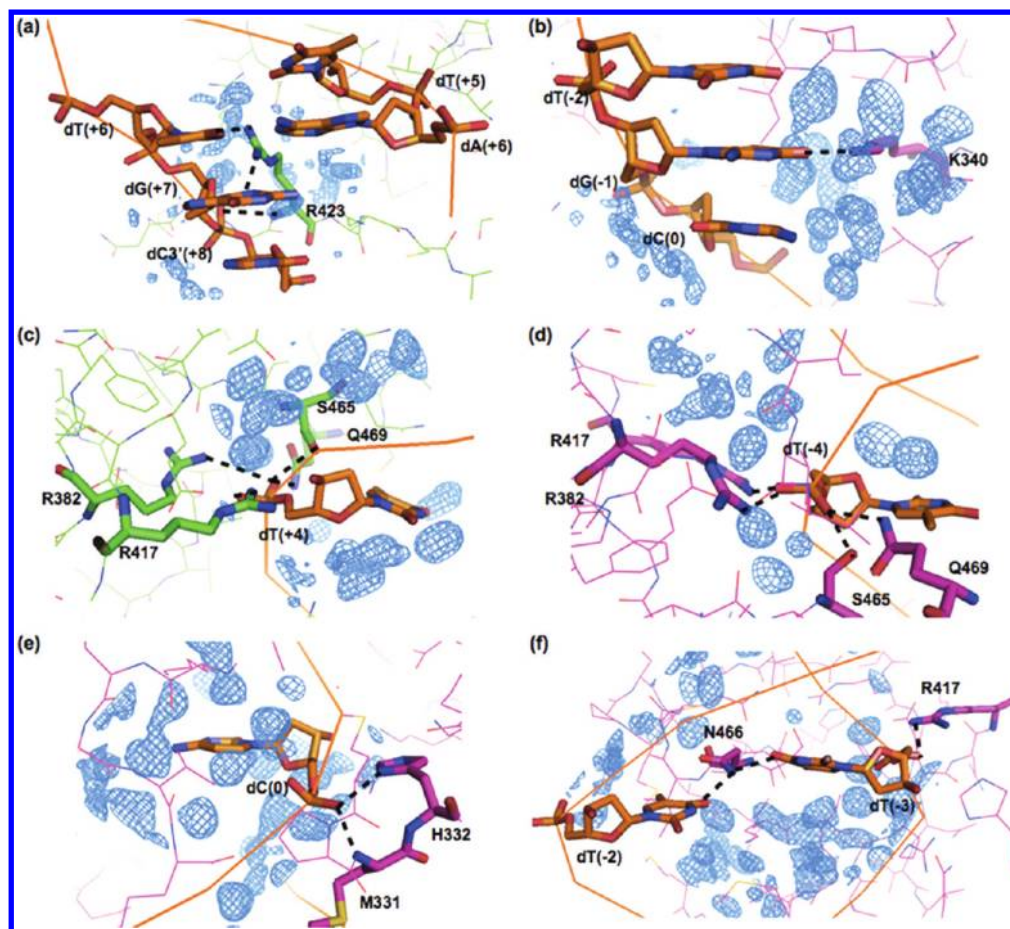 (a)
dT(+5)
dT(+6)
dA(+6)
dG(+7)
R423
dC3'(+8)
(b)
dT(-2)
K340
dG(-1)
dC(0)
(c)
S465
Q469
R382
dT(+4)
R417
(d)
dT(-4)
R417
R382
Q469
S465
(e)
dC(0)
H332
M331
(f)
R417
N466
dT(-3)
dT(-2)